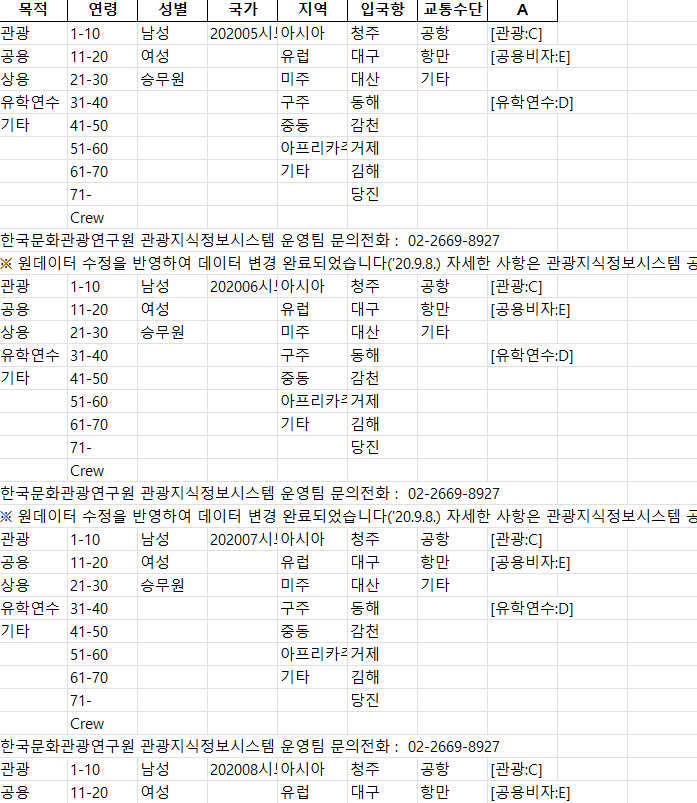 목적 연령 성별 국가 지역 입국항 교통수단 A
관광 1-10 남성 202005시 아시아 청주 공항 [관광:C]
공용 11-20 여성 유럽 대구 항만 [공용비자:E]
상용 21-30 승무원 미주 대산 기타
유학연수 31-40 구주 동해 [유학연수:D]
기타 41-50 중동 감천
51-60 아프리카 거제
61-70 기타 김해
71- 당진
Crew
한국문화관광연구원 관광지식정보시스템 운영팀 문의전화 : 02-2669-8927
※ 원데이터 수정을 반영하여 데이터 변경 완료되었습니다('20.9.8.) 자세한 사항은 관광지식정보시스템 공
관광 1-10 남성 202006시 아시아 청주 공항 [관광:C]
공용 11-20 여성 유럽 대구 항만 [공용비자:E]
상용 21-30 승무원 미주 대산 기타
유학연수 31-40 구주 동해 [유학연수:D]
기타 41-50 중동 감천
51-60 아프리카 거제
61-70 기타 김해
71- 당진
Crew
한국문화관광연구원 관광지식정보시스템 운영팀 문의전화 : 02-2669-8927
※ 원데이터 수정을 반영하여 데이터 변경 완료되었습니다('20.9.8.) 자세한 사항은 관광지식정보시스템 공
관광 1-10 남성 202007시 아시아 청주 공항 [관광:C]
공용 11-20 여성 유럽 대구 항만 [공용비자:E]
상용 21-30 승무원 미주 대산 기타
유학연수 31-40 구주 동해 [유학연수:D]
기타 41-50 중동 감천
51-60 아프리카 거제
61-70 기타 김해
71- 당진
Crew
한국문화관광연구원 관광지식정보시스템 운영팀 문의전화 : 02-2669-8927
관광 1-10 남성 202008시 아시아 청주 공항 [관광:C]
공용 11-20 여성 유럽 대구 항만 [공용비자:E]